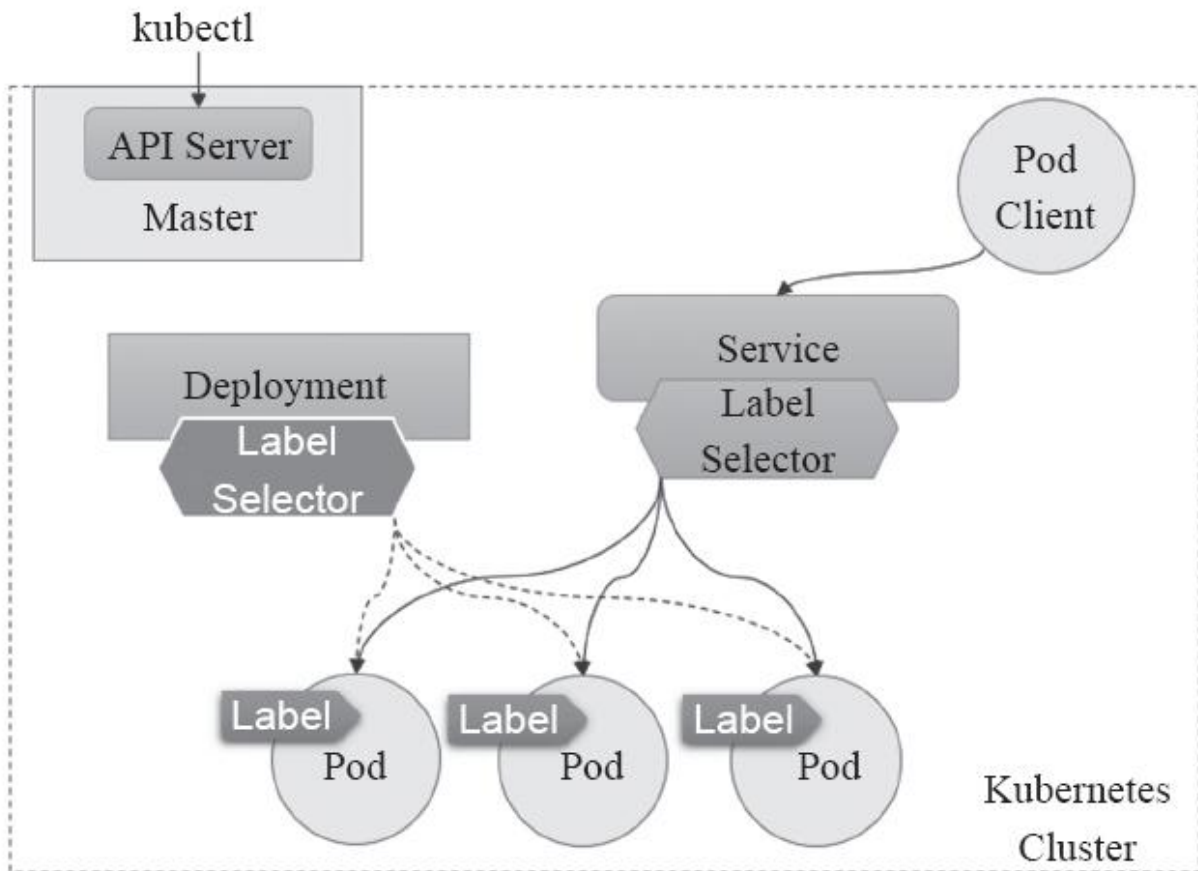 kubectl
API Server
Master
Pod
Client
Deployment
Label
Selector
Service
Label
Selector
Label
Pod
Label
Pod
Label
Pod
Kubernetes
Cluster